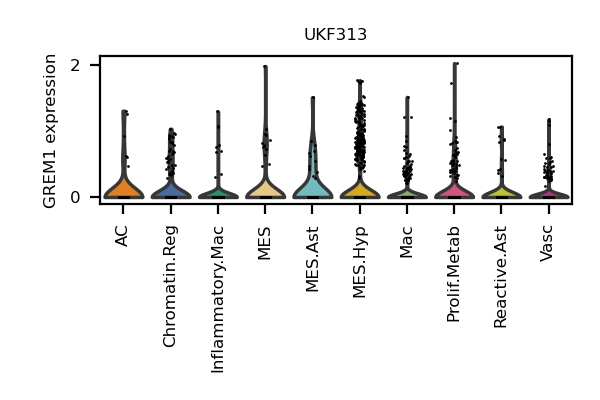 UKF313
GREM1 expression
2
0
AC
Chromatin.Reg
Inflammatory.Mac
MES
MES.Ast
MES.Hyp
Mac
Prolif.Metab
Reactive.Ast
Vasc